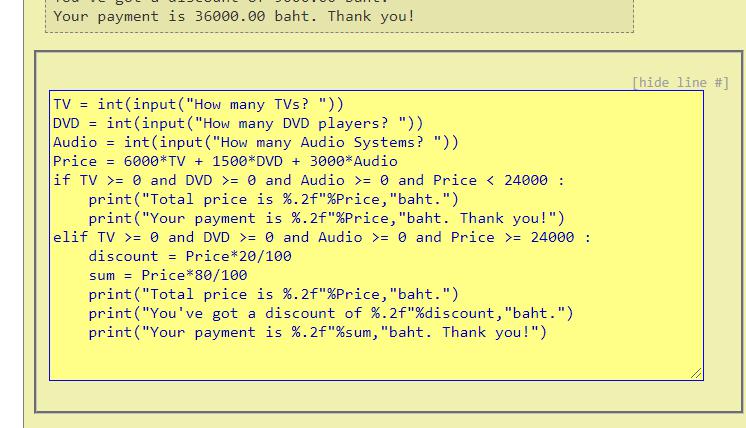 Your payment is 36000.00 baht. Thank you!
[hide line #]
TV = int(input("How many TVs? "))
DVD = int(input("How many DVD players? "))
Audio = int(input("How many Audio Systems? "))
Price = 6000*TV + 1500*DVD + 3000*Audio
if TV >= 0 and DVD >= 0 and Audio >= 0 and Price < 24000 :
    print("Total price is %.2f"%Price,"baht.")
    print("Your payment is %.2f"%Price,"baht. Thank you!")
elif TV >= 0 and DVD >= 0 and Audio >= 0 and Price >= 24000 :
    discount = Price*20/100
    sum = Price*80/100
    print("Total price is %.2f"%Price,"baht.")
    print("You've got a discount of %.2f"%discount,"baht.")
    print("Your payment is %.2f"%sum,"baht. Thank you!")